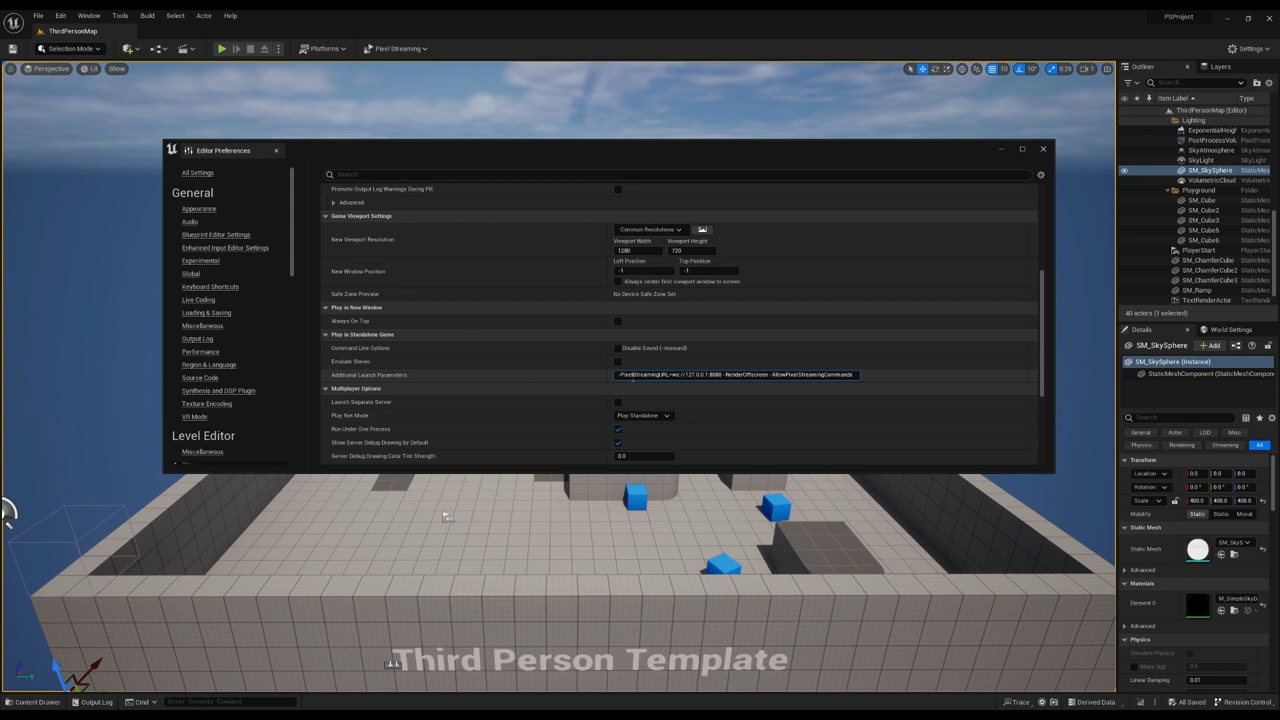 File Edit Window Tools Build Select Actor Help
PSProject
ThirdPersonMap
Selection Mode
Platforms
Pixel Streaming
Settings
Perspective
Lit
Show
10
10°
0.25
1
Outliner
Layers
Search...
Item Label
Type
ThirdPersonMap (Editor)
Lighting
ExponentialHeigh Exponenti
PostProcessVolu PostProce
SkyAtmosphere SkyAtmos
SkyLight SkyLight
SM_SkySphere StaticMes
VolumetricCloud Volumetric
Playground Folder
SM_Cube StaticMes
SM_Cube2 StaticMes
SM_Cube3 StaticMes
SM_Cube5 StaticMes
SM_Cube6 StaticMes
PlayerStart PlayerSta
SM_ChamferCube StaticMes
SM_ChamferCube2 StaticMes
SM_ChamferCube3 StaticMes
SM_Ramp StaticMes
TextRenderActor TextRende
40 actors (1 selected)
Details
World Settings
SM_SkySphere
Add
SM_SkySphere (Instance)
StaticMeshComponent (StaticMeshCompon
Search
General Actor LOD Misc
Physics Rendering Streaming All
Transform
Location 0.0 0.0 0.0
Rotation 0.0° 0.0° 0.0°
Scale 400.0 400.0 400.0
Mobility Static Statio Moval
Static Mesh
Static Mesh SM_SkyS
Advanced
Materials
Element 0 M_SimpleSkyD
Advanced
Physics
Simulate Physics
Mass (kg)
Linear Damping 0.01
Editor Preferences
All Settings
General
Appearance
Audio
Blueprint Editor Settings
Enhanced Input Editor Settings
Experimental
Global
Keyboard Shortcuts
Live Coding
Loading & Saving
Miscellaneous
Output Log
Performance
Region & Language
Source Code
Synthesis and DSP Plugin
Texture Encoding
VR Mode
Level Editor
Miscellaneous
Search
Promote Output Log Warnings During PIE
Advanced
Game Viewport Settings
New Viewport Resolution
Common Resolutions
Viewport Width Viewport Height
1280 720
New Window Position
Left Position Top Position
-1 -1
Always center first viewport window to screen
Safe Zone Preview No Device Safe Zone Set
Play in New Window
Always On Top
Play in Standalone Game
Command Line Options Disable Sound (-nosound)
Emulate Stereo
Additional Launch Parameters -PixelStreamingURL=ws://127.0.0.1:8888 -RenderOffscreen -AllowPixelStreamingCommands
Multiplayer Options
Launch Separate Server
Play Net Mode Play Standalone
Run Under One Process
Show Server Debug Drawing by Default
Server Debug Drawing Color Tint Strength 0.0
Third Person Template
Content Drawer
Output Log
Cmd
Enter Console Command
Trace
Derived Data
All Saved
Revision Control